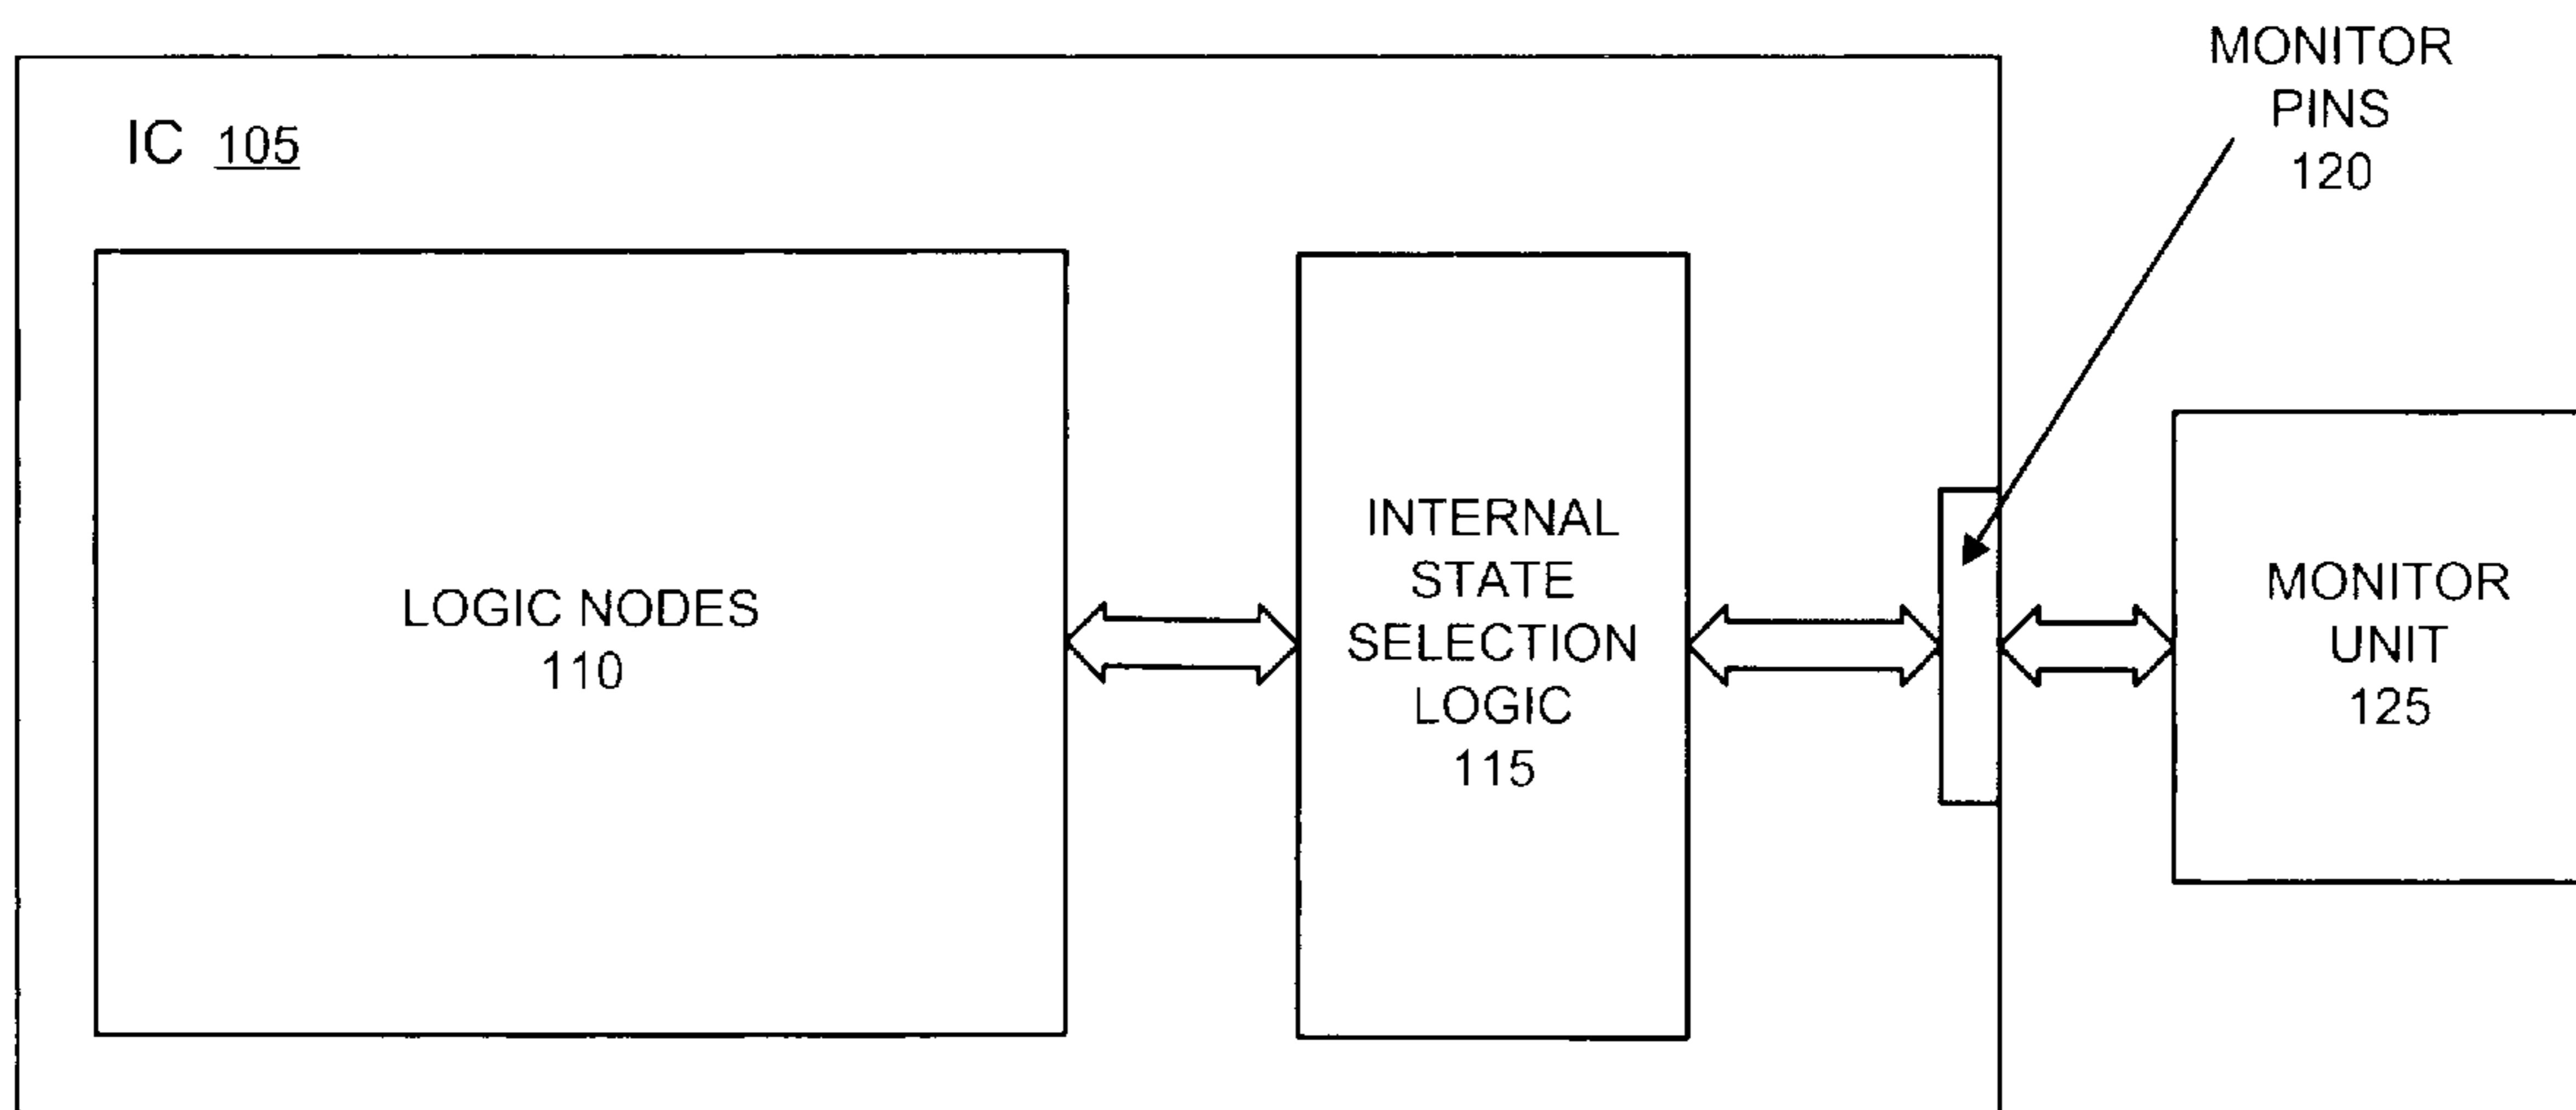 MONITOR
PINS
120
IC 105
LOGIC NODES
110
INTERNAL
STATE
SELECTION
LOGIC
115
MONITOR
UNIT
125